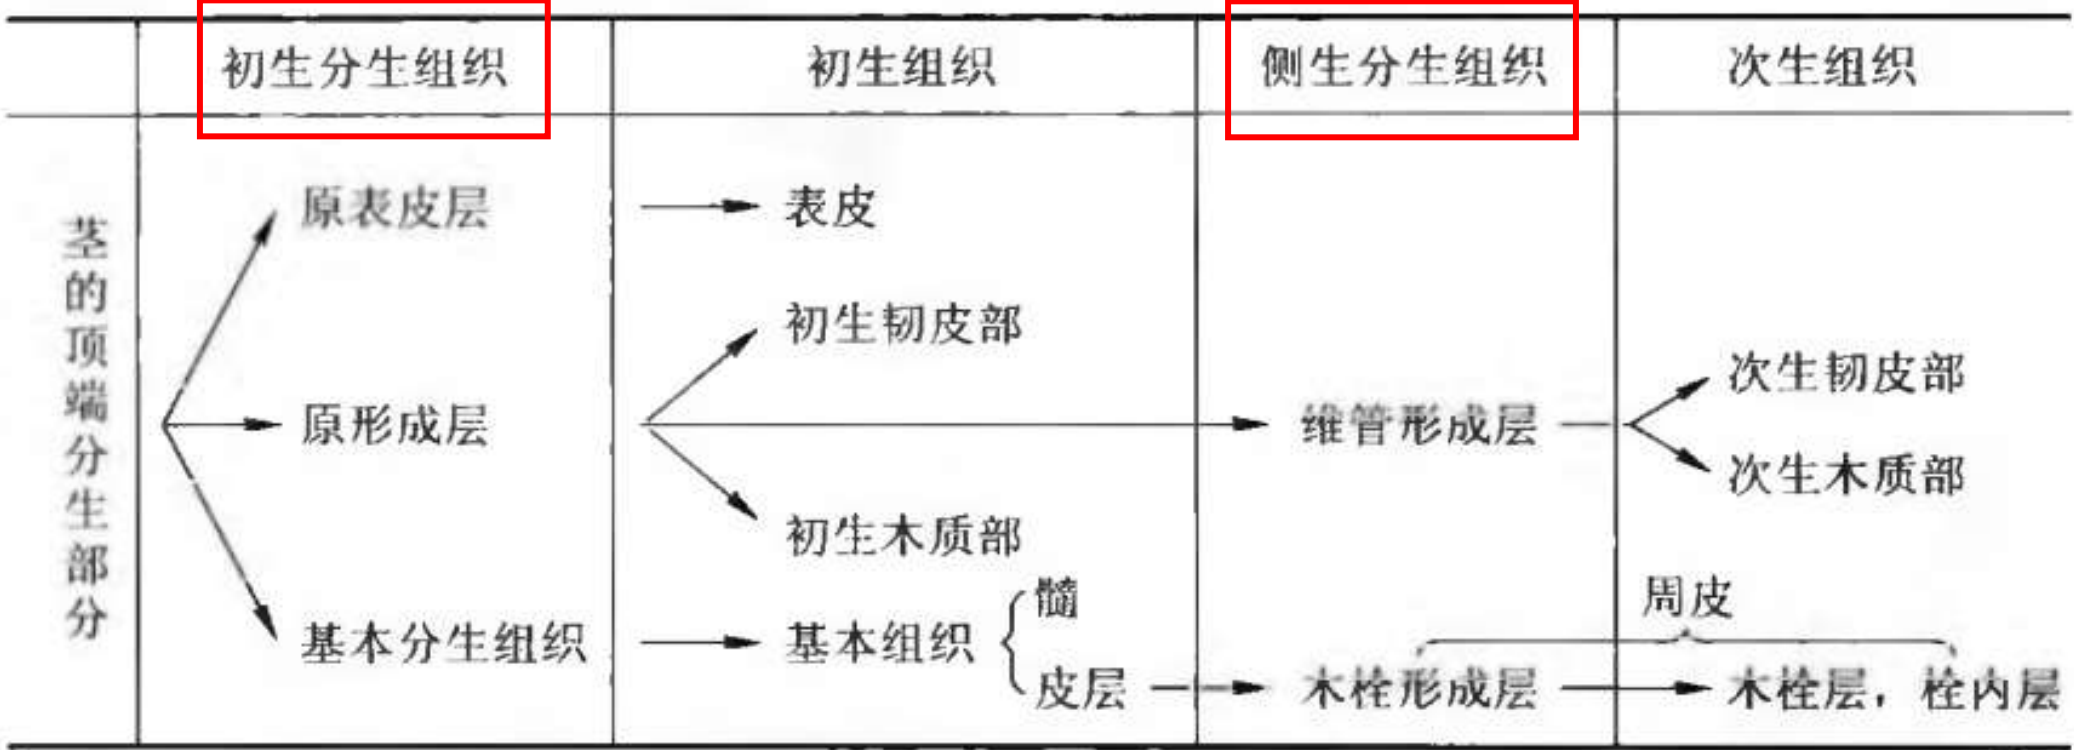 初生分生组织
初生组织
侧生分生组织
次生组织
茎的顶端分生部分
原表皮层
表皮
初生韧皮部
原形成层
维管形成层
次生韧皮部
次生木质部
初生木质部
基本分生组织
基本组织
髓
皮层
木栓形成层
周皮
木栓层，栓内层